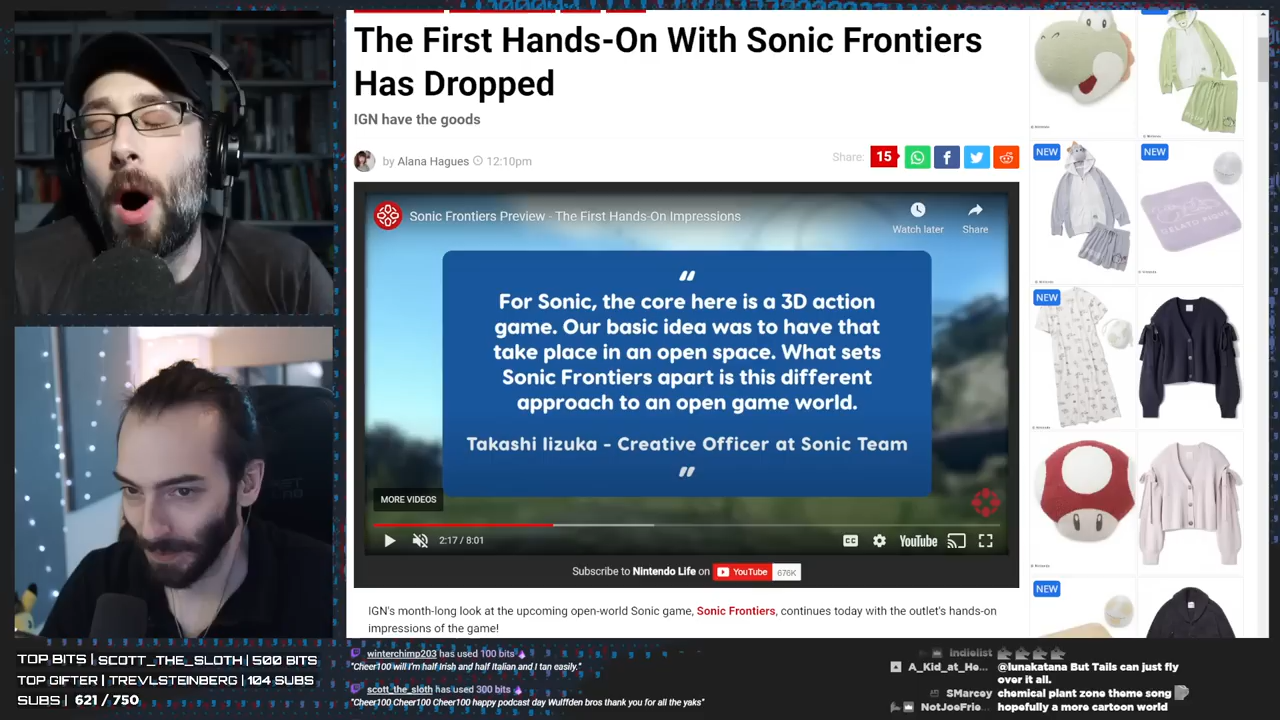 The First Hands-On With Sonic Frontiers
Has Dropped
IGN have the goods
by Alana Hagues 12:10pm
Share: 15
Sonic Frontiers Preview - The First Hands-On Impressions
Watch later
Share
"
For Sonic, the core here is a 3D action
game. Our basic idea was to have that
take place in an open space. What sets
Sonic Frontiers apart is this different
approach to an open game world.
Takashi Iizuka - Creative Officer at Sonic Team
"
MORE VIDEOS
2:17 / 8:01
CC
YouTube
Subscribe to Nintendo Life on YouTube 676K
IGN's month-long look at the upcoming open-world Sonic game, Sonic Frontiers, continues today with the outlet's hands-on
impressions of the game!
NEW
NEW
NEW
NEW
NEW
TOP BITS | SCOTT_THE_SLOTH | 500 BITS
TOP GIFTER | TREVLSTEINBERG | 104 SUBS
SUBS | 621 / 750
winterchimp203 has used 100 bits
"Cheer100 will I'm half Irish and half Italian and I tan easily."
scott_the_sloth has used 300 bits
"Cheer100 Cheer100 Cheer100 happy podcast day Wulffden bros thank you for all the yaks"
Indielist
A_Kid_at_He... @lunakatana But Tails can just fly
over it all.
SMarcey chemical plant zone theme song
NotJoeFrie... hopefully a more cartoon world